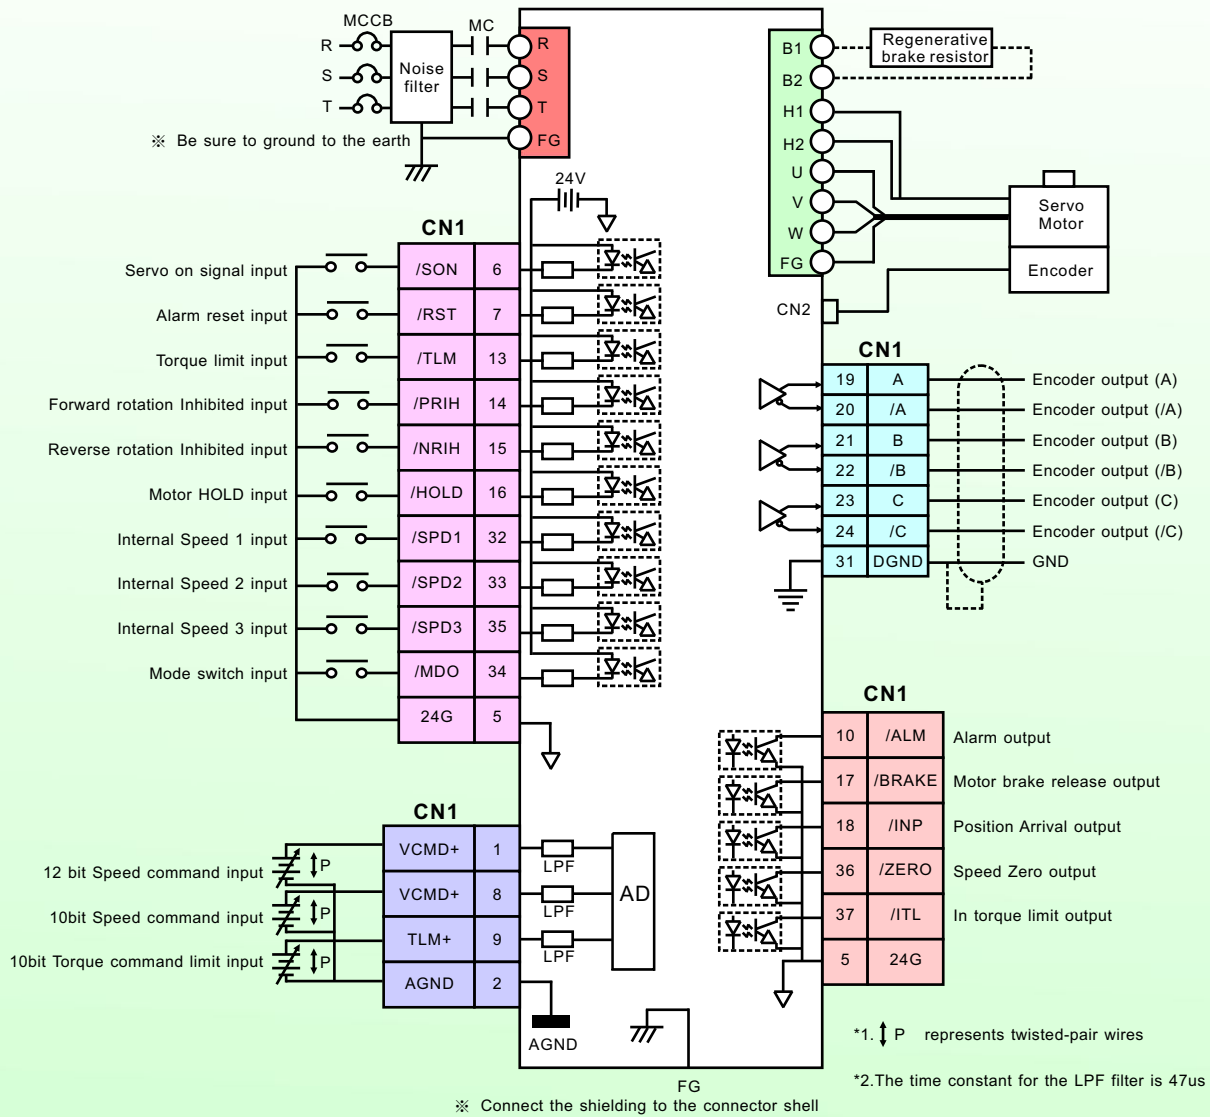 MCCB
MC
R
S
T
Noise
filter
R
S
T
FG
※ Be sure to ground to the earth
B1
B2
H1
H2
U
V
W
FG
Regenerative
brake resistor
Servo
Motor
Encoder
CN2
24V
CN1
Servo on signal input /SON 6
Alarm reset input /RST 7
Torque limit input /TLM 13
Forward rotation Inhibited input /PRIH 14
Reverse rotation Inhibited input /NRIH 15
Motor HOLD input /HOLD 16
Internal Speed 1 input /SPD1 32
Internal Speed 2 input /SPD2 33
Internal Speed 3 input /SPD3 35
Mode switch input /MDO 34
24G 5
CN1
19 A Encoder output (A)
20 /A Encoder output (/A)
21 B Encoder output (B)
22 /B Encoder output (/B)
23 C Encoder output (C)
24 /C Encoder output (/C)
31 DGND GND
CN1
10 /ALM Alarm output
17 /BRAKE Motor brake release output
18 /INP Position Arrival output
36 /ZERO Speed Zero output
37 /ITL In torque limit output
5 24G
CN1
VCMD+ 1
LPF
12 bit Speed command input P
VCMD+ 8
LPF
AD
10bit Speed command input P
TLM+ 9
LPF
10bit Torque command limit input P
AGND 2
AGND
FG
※ Connect the shielding to the connector shell
*1. P represents twisted-pair wires
*2.The time constant for the LPF filter is 47us